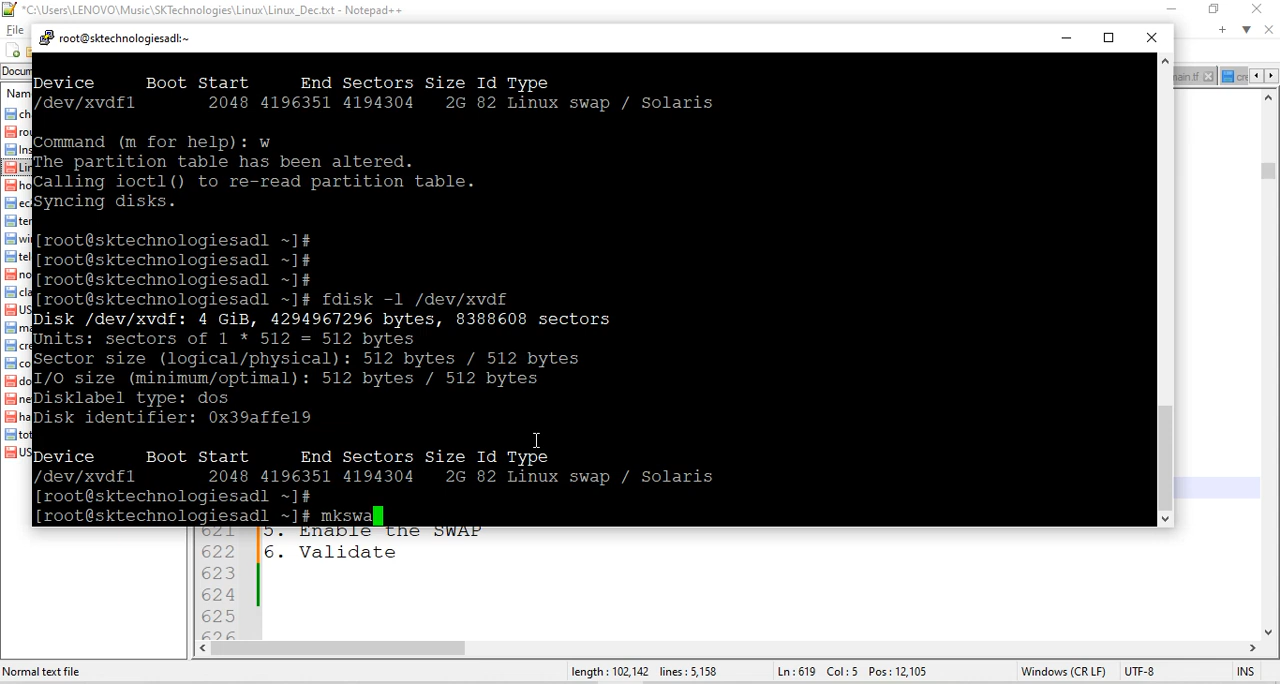 *C:\Users\LENOVO\Music\SKTechnologies\Linux\Linux_Dec.txt - Notepad++
File
root@sktechnologiesadl:~
Device     Boot Start     End Sectors Size Id Type
/dev/xvdf1       2048 4196351 4194304   2G 82 Linux swap / Solaris
Command (m for help): w
The partition table has been altered.
Calling ioctl() to re-read partition table.
Syncing disks.
[root@sktechnologiesadl ~]#
[root@sktechnologiesadl ~]#
[root@sktechnologiesadl ~]#
[root@sktechnologiesadl ~]# fdisk -l /dev/xvdf
Disk /dev/xvdf: 4 GiB, 4294967296 bytes, 8388608 sectors
Units: sectors of 1 * 512 = 512 bytes
Sector size (logical/physical): 512 bytes / 512 bytes
I/O size (minimum/optimal): 512 bytes / 512 bytes
Disklabel type: dos
Disk identifier: 0x39affe19
Device     Boot Start     End Sectors Size Id Type
/dev/xvdf1       2048 4196351 4194304   2G 82 Linux swap / Solaris
[root@sktechnologiesadl ~]#
[root@sktechnologiesadl ~]# mkswa
621 5. Enable the SWAP
622 6. Validate
623
624
625
626
Normal text file length : 102,142 lines : 5,158 Ln : 619 Col : 5 Pos : 12,105 Windows (CR LF) UTF-8 INS